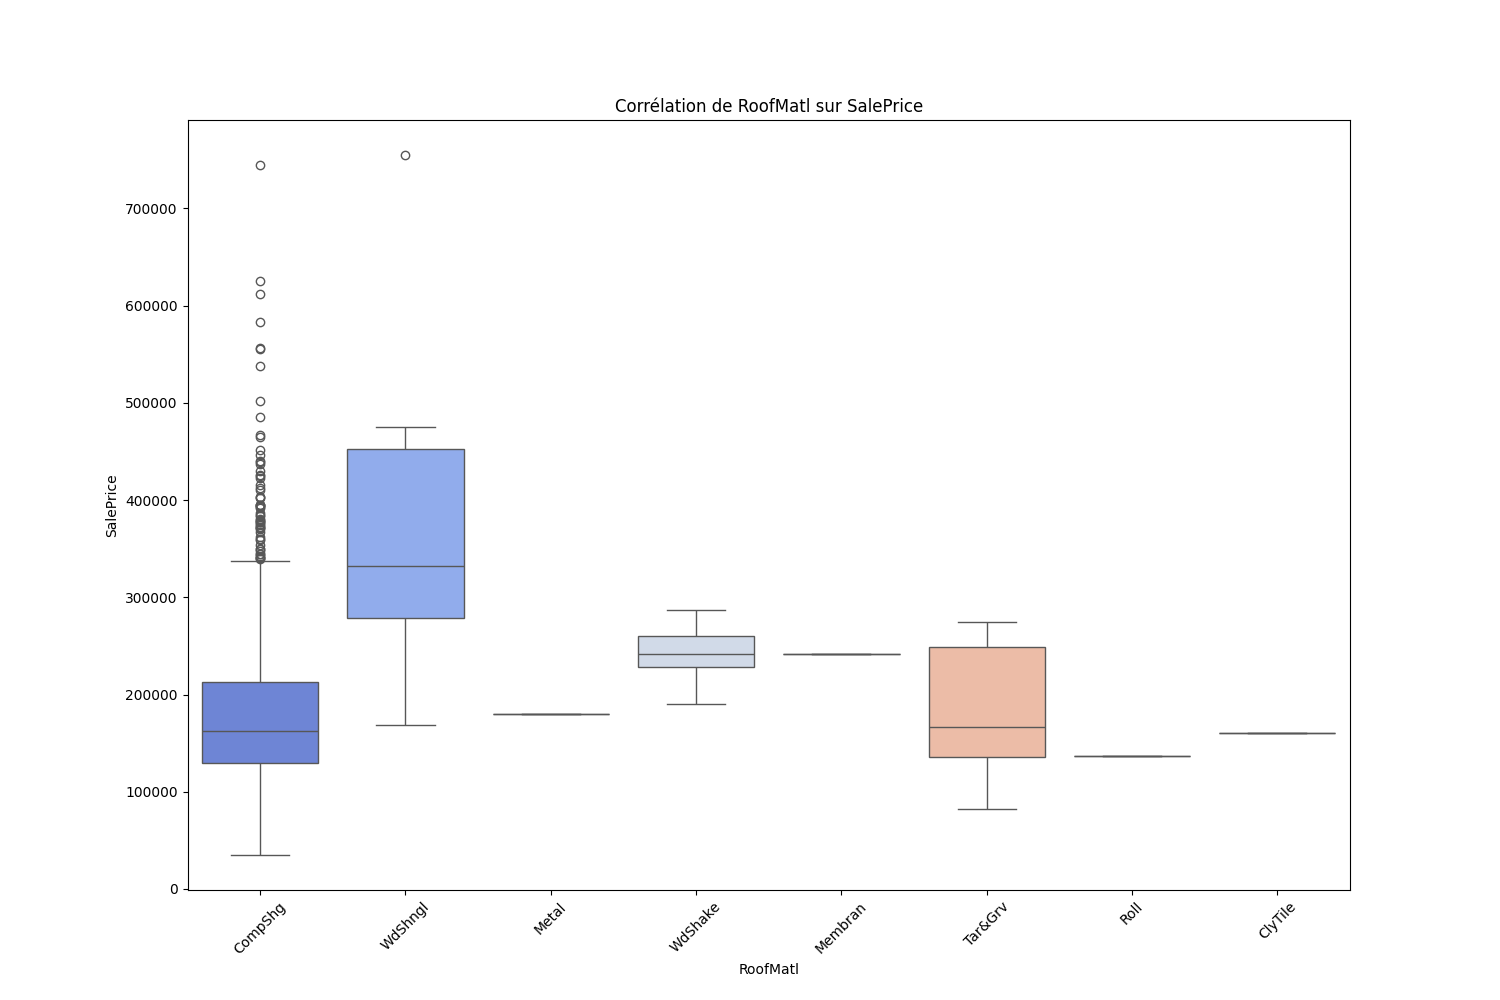 Corrélation de RoofMatl sur SalePrice
700000
600000
500000
400000
300000
200000
100000
0
SalePrice
CompShg
WdShngl
Metal
WdShake
Membran
Tar&Grv
Roll
ClyTile
RoofMatl